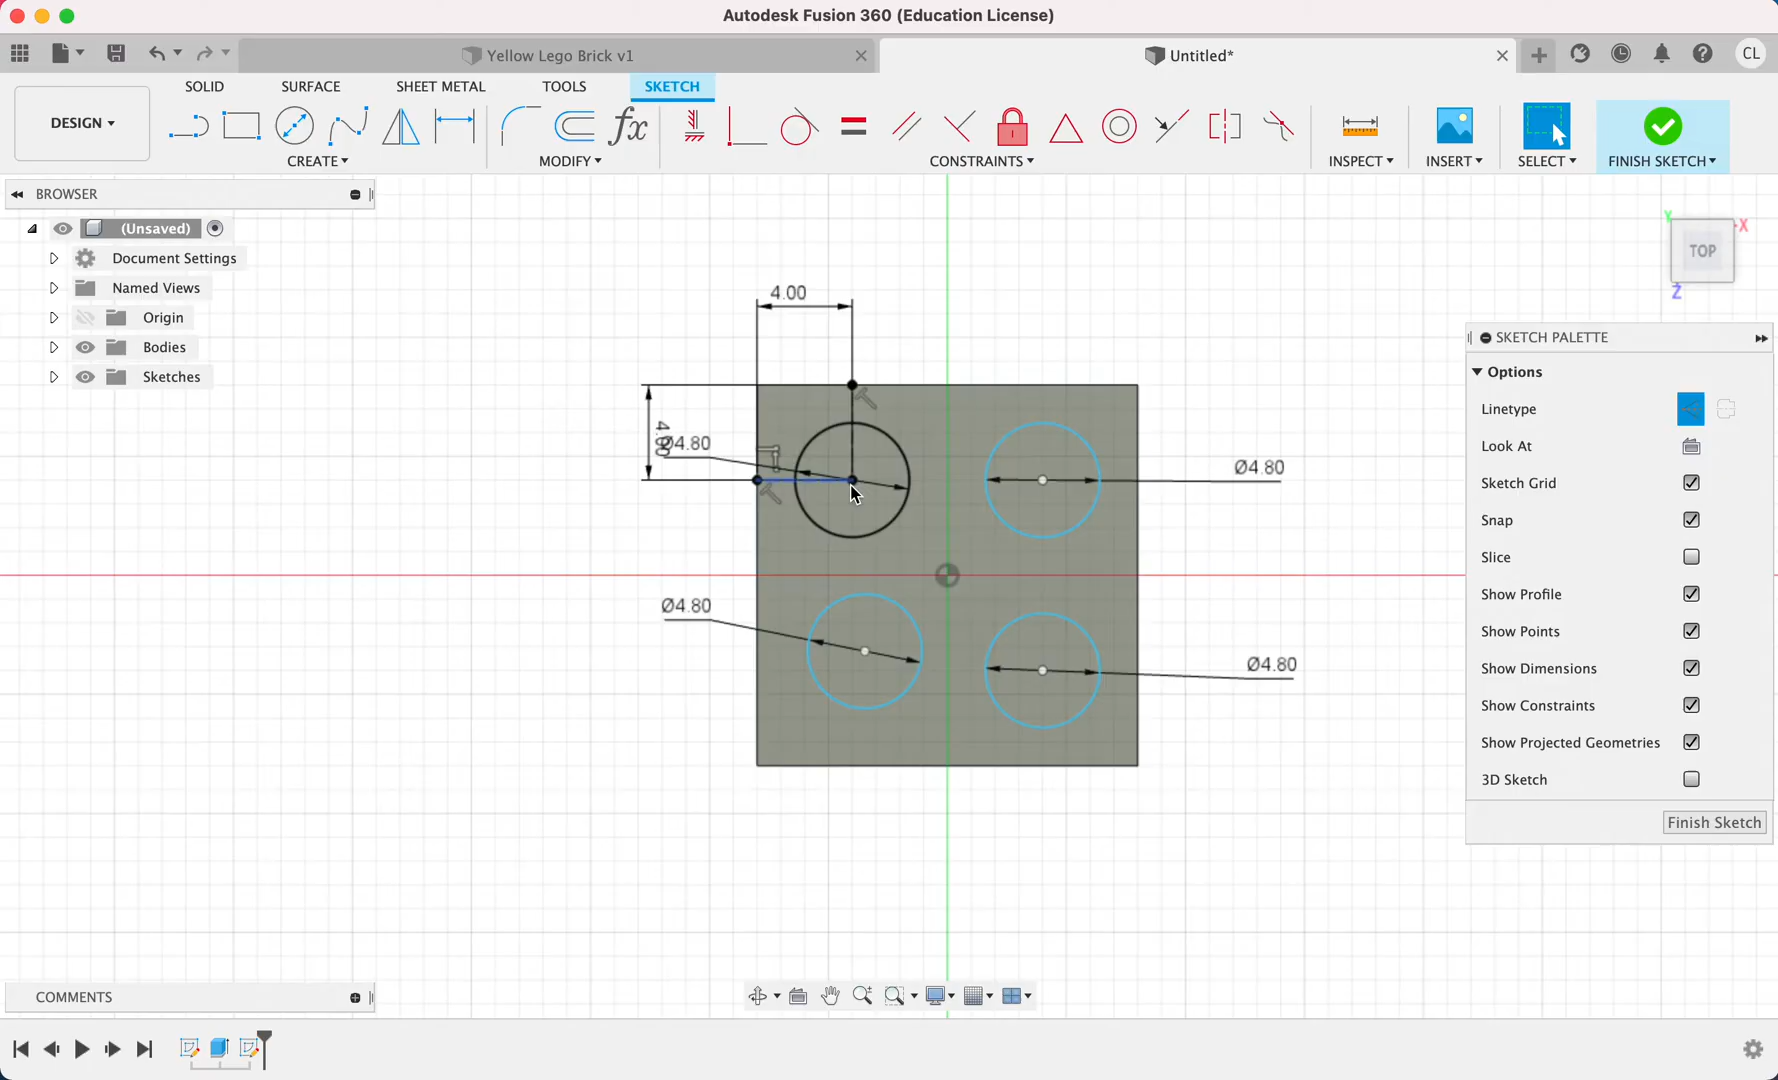 Autodesk Fusion 360 (Education License)
Yellow Lego Brick v1
Untitled*
CL
SOLID
SURFACE
SHEET METAL
TOOLS
SKETCH
DESIGN
CREATE
MODIFY
CONSTRAINTS
INSPECT
INSERT
SELECT
FINISH SKETCH
BROWSER
(Unsaved)
Document Settings
Named Views
Origin
Bodies
Sketches
4.00
4.00
Ø4.80
Ø4.80
Ø4.80
Ø4.80
Y
X
TOP
Z
SKETCH PALETTE
Options
Linetype
Look At
Sketch Grid
Snap
Slice
Show Profile
Show Points
Show Dimensions
Show Constraints
Show Projected Geometries
3D Sketch
Finish Sketch
COMMENTS